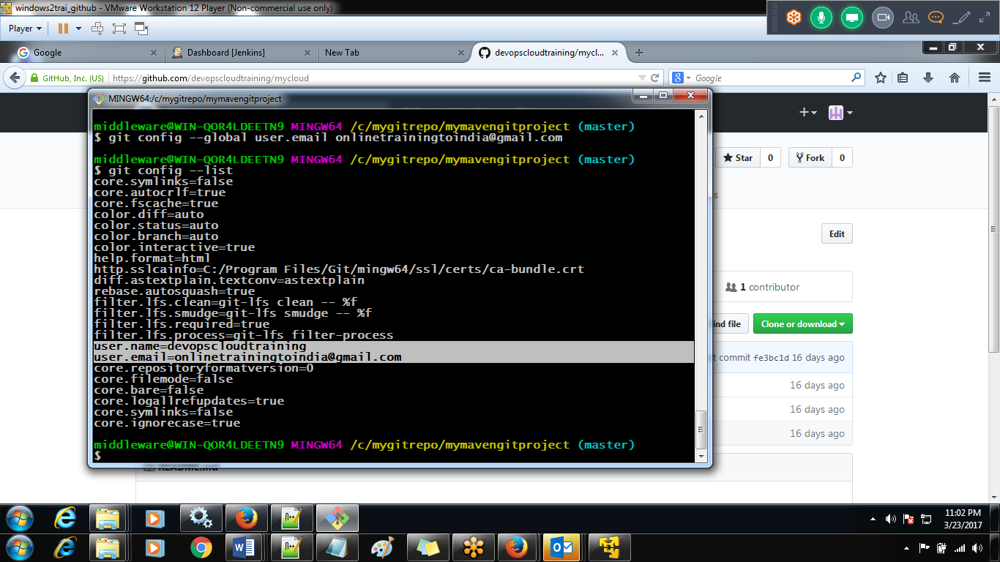 windows2trai_github - VMware Workstation 12 Player (Non-commercial use only)
Player
Google
Dashboard [Jenkins]
New Tab
devopscloudtraining/mycl...
GitHub, Inc. (US)
https://github.com/devopscloudtraining/mycloud
Google
MINGW64:/c/mygitrepo/mymavengitproject
middleware@WIN-QOR4LDEETN9 MINGW64 /c/mygitrepo/mymavengitproject (master)
$ git config --global user.email onlinetrainingtoindia@gmail.com
middleware@WIN-QOR4LDEETN9 MINGW64 /c/mygitrepo/mymavengitproject (master)
$ git config --list
core.symlinks=false
core.autocrlf=true
core.fscache=true
color.diff=auto
color.status=auto
color.branch=auto
color.interactive=true
help.format=html
http.sslcainfo=C:/Program Files/Git/mingw64/ssl/certs/ca-bundle.crt
diff.astextplain.textconv=astextplain
rebase.autosquash=true
filter.lfs.clean=git-lfs clean -- %f
filter.lfs.smudge=git-lfs smudge -- %f
filter.lfs.required=true
filter.lfs.process=git-lfs filter-process
user.name=devopscloudtraining
user.email=onlinetrainingtoindia@gmail.com
core.repositoryformatversion=0
core.filemode=false
core.bare=false
core.logallrefupdates=true
core.symlinks=false
core.ignorecase=true
middleware@WIN-QOR4LDEETN9 MINGW64 /c/mygitrepo/mymavengitproject (master)
$
Star 0 Fork 0
s
Edit
1 contributor
ind file
Clone or download
t commit fe3bc1d 16 days ago
16 days ago
16 days ago
16 days ago
README.md
11:02 PM
3/23/2017